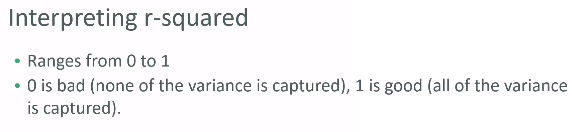 Interpreting r-squared
• Ranges from 0 to 1
• 0 is bad (none of the variance is captured), 1 is good (all of the variance
is captured).